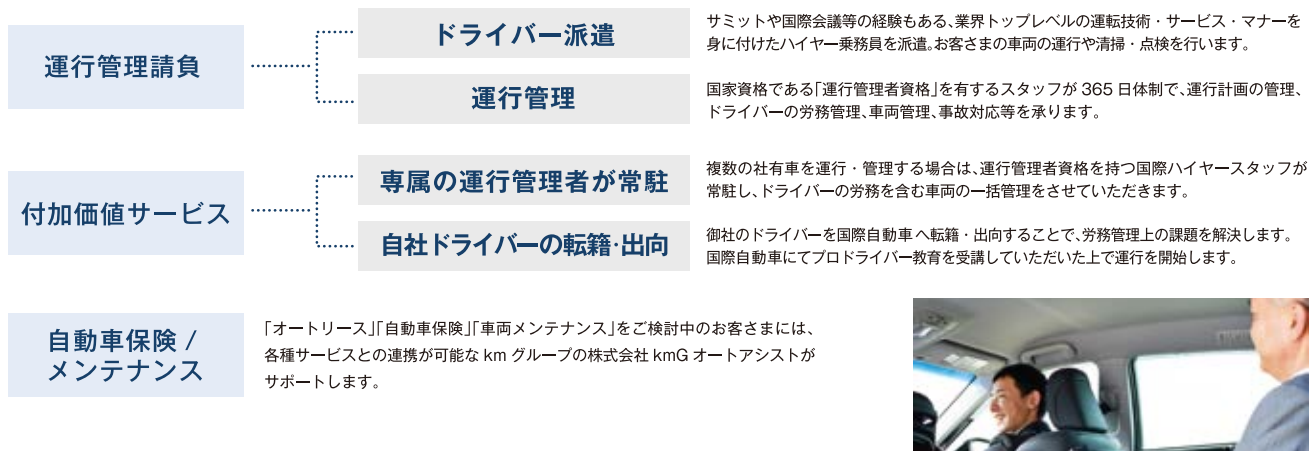 運行管理請負
ドライバー派遣
サミットや国際会議等の経験もある、業界トップレベルの運転技術・サービス・マナーを
身に付けたハイヤー乗務員を派遣。お客さまの車両の運行や清掃・点検を行います。
運行管理
国家資格である「運行管理者資格」を有するスタッフが 365 日体制で、運行計画の管理、
ドライバーの労務管理、車両管理、事故対応等を承ります。
付加価値サービス
専属の運行管理者が常駐
複数の社有車を運行・管理する場合は、運行管理者資格を持つ国際ハイヤースタッフが
常駐し、ドライバーの労務を含む車両の一括管理をさせていただきます。
自社ドライバーの転籍・出向
御社のドライバーを国際自動車へ転籍・出向することで、労務管理上の課題を解決します。
国際自動車にてプロドライバー教育を受講していただいた上で運行を開始します。
自動車保険 /
メンテナンス
「オートリース」「自動車保険」「車両メンテナンス」をご検討中のお客さまには、
各種サービスとの連携が可能な km グループの株式会社 kmG オートアシストが
サポートします。